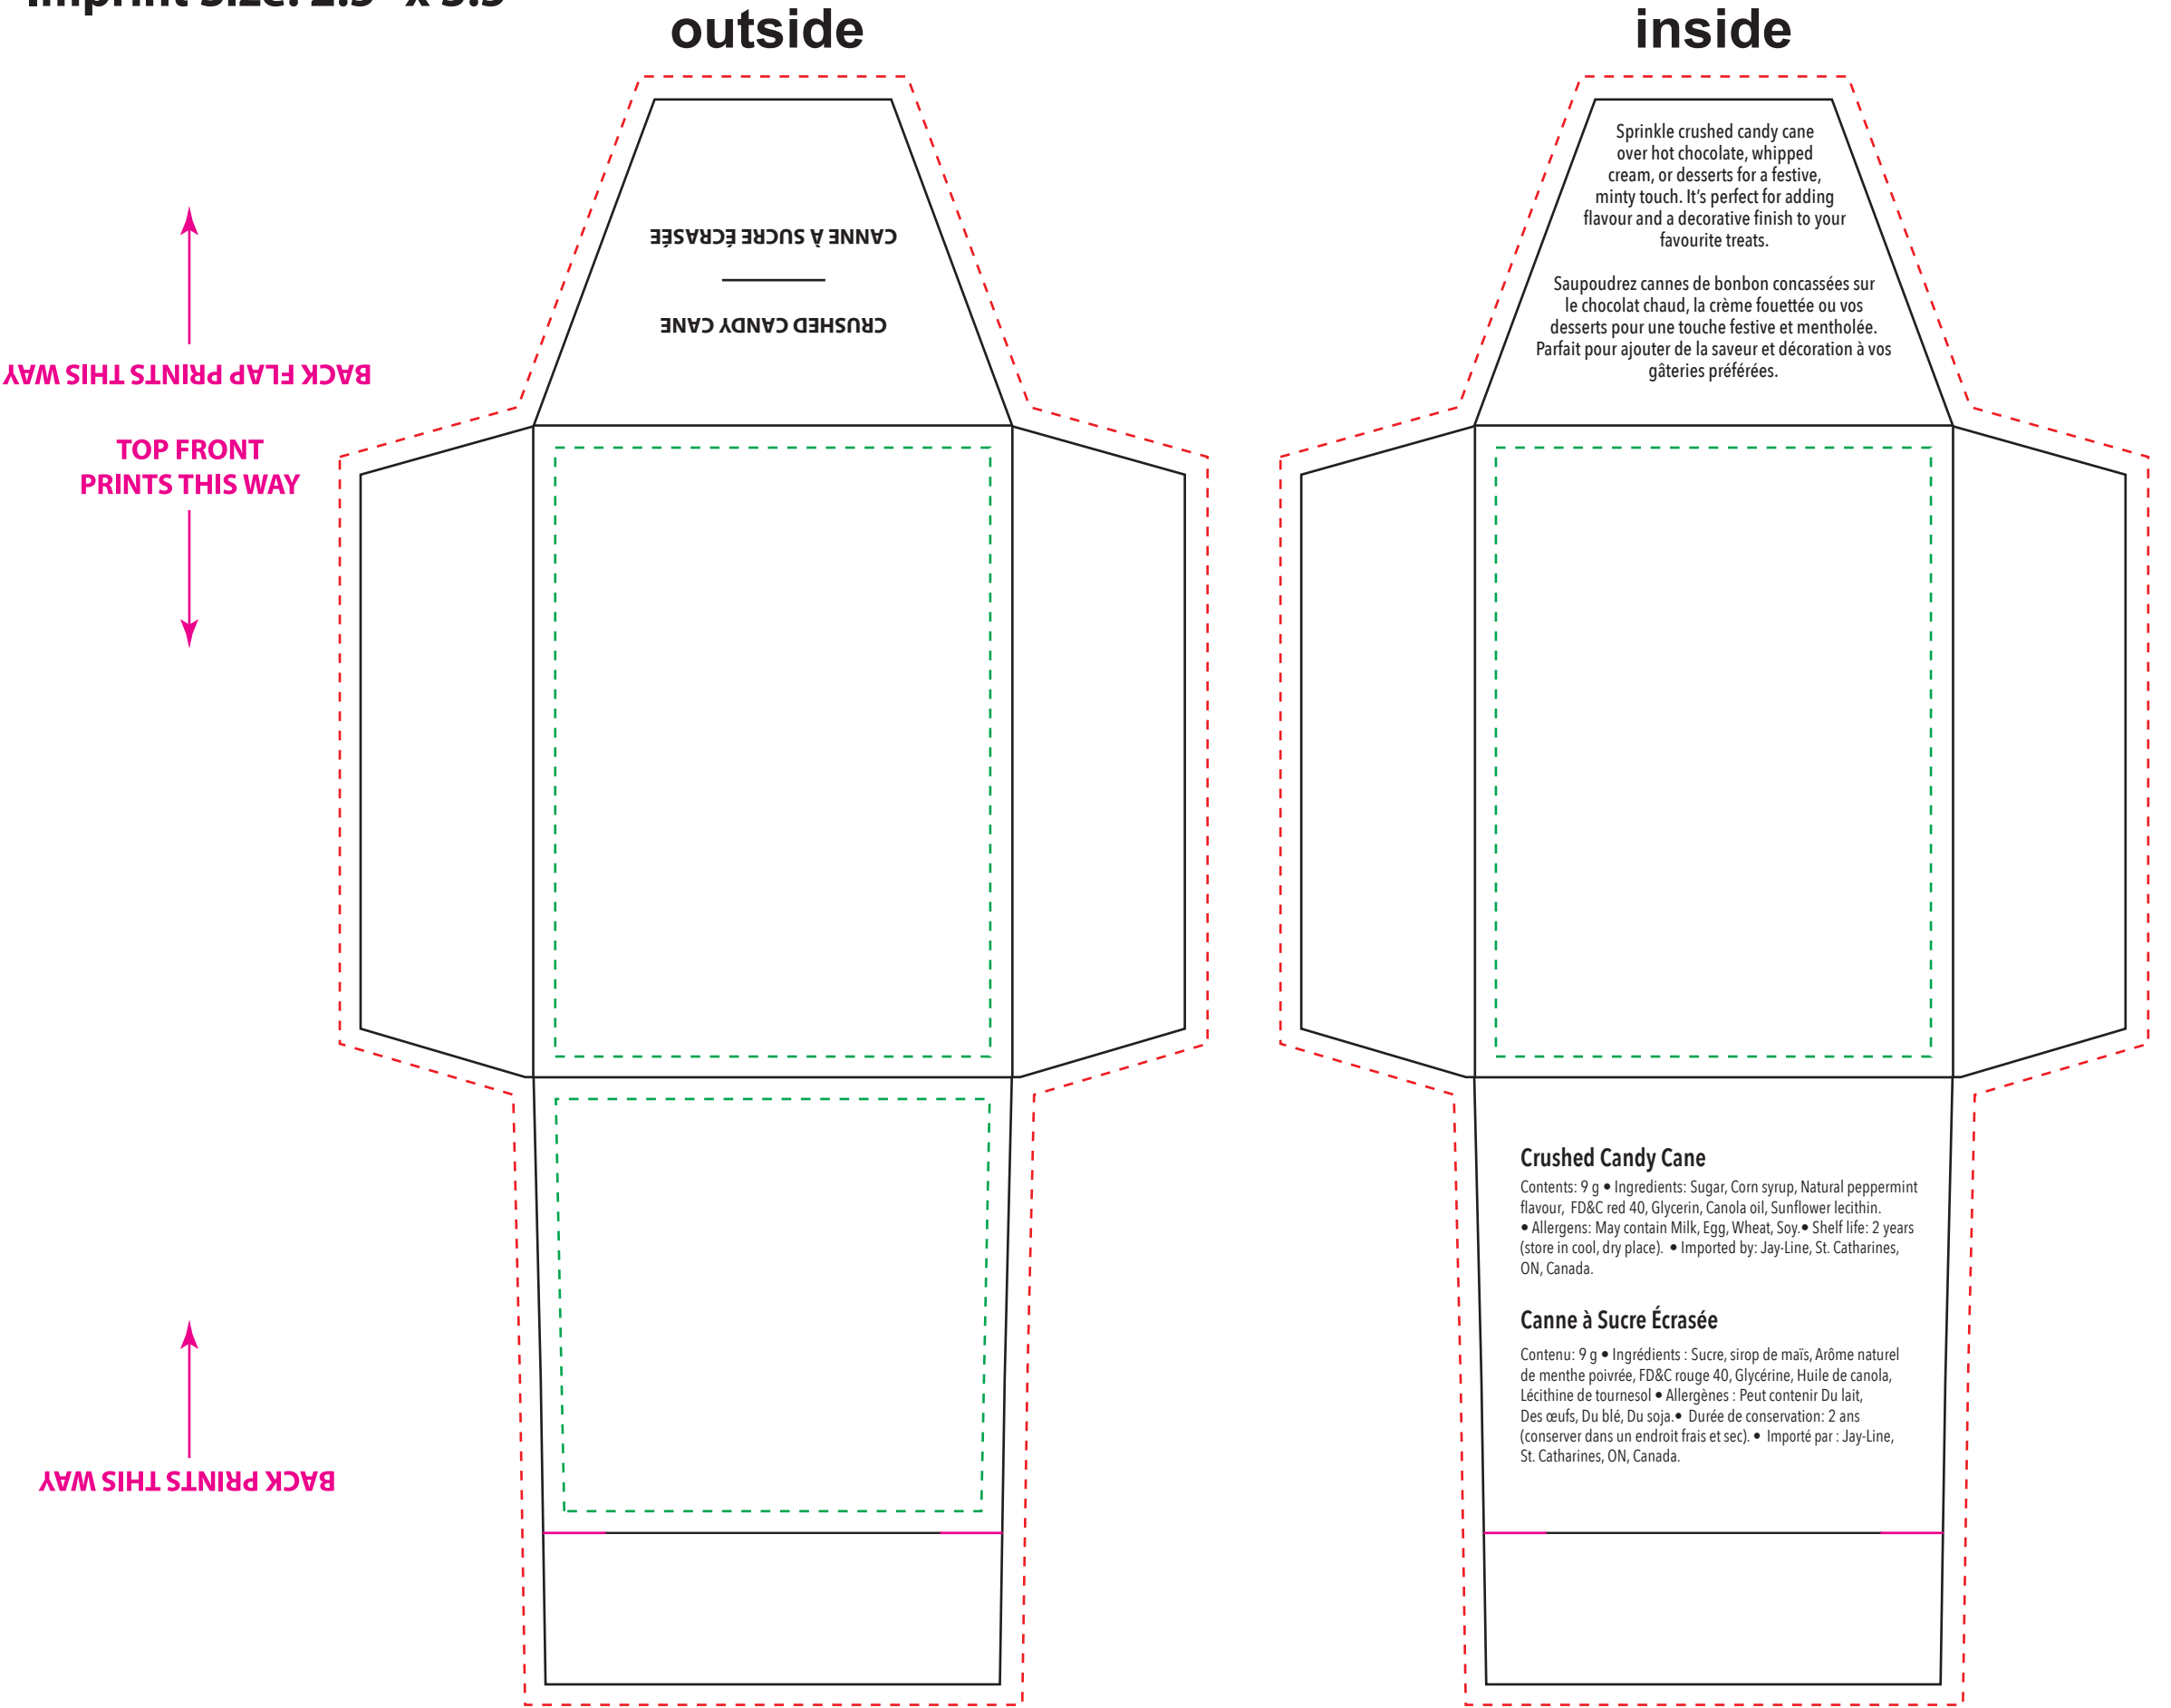 Imprint Size: 2.5" x 3.5"
outside
inside
CANNE À SUCRE ÉCRASÉE
CRUSHED CANDY CANE
BACK FLAP PRINTS THIS WAY
TOP FRONT
PRINTS THIS WAY
BACK PRINTS THIS WAY
Sprinkle crushed candy cane
over hot chocolate, whipped
cream, or desserts for a festive,
minty touch. It's perfect for adding
flavour and a decorative finish to your
favourite treats.
Saupoudrez cannes de bonbon concassées sur
le chocolat chaud, la crème fouettée ou vos
desserts pour une touche festive et mentholée.
Parfait pour ajouter de la saveur et décoration à vos
gâteries préférées.
Crushed Candy Cane
Contents: 9 g • Ingredients: Sugar, Corn syrup, Natural peppermint
flavour, FD&C red 40, Glycerin, Canola oil, Sunflower lecithin.
• Allergens: May contain Milk, Egg, Wheat, Soy.• Shelf life: 2 years
(store in cool, dry place). • Imported by: Jay-Line, St. Catharines,
ON, Canada.
Canne à Sucre Écrasée
Contenu: 9 g • Ingrédients : Sucre, sirop de maïs, Arôme naturel
de menthe poivrée, FD&C rouge 40, Glycérine, Huile de canola,
Lécithine de tournesol • Allergènes : Peut contenir Du lait,
Des œufs, Du blé, Du soja.• Durée de conservation: 2 ans
(conserver dans un endroit frais et sec). • Importé par : Jay-Line,
St. Catharines, ON, Canada.